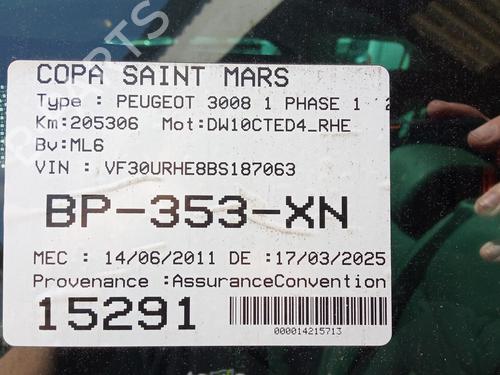 COPA SAINT MARS
Type : PEUGEOT 3008 1 PHASE 1 2
Km:205306 Mot:DW10CTED4_RHE
Bv:ML6
VIN : VF30URHE8BS187063
BP-353-XN
MEC : 14/06/2011 DE :17/03/2025
Provenance :AssuranceConvention
15291
000014215713